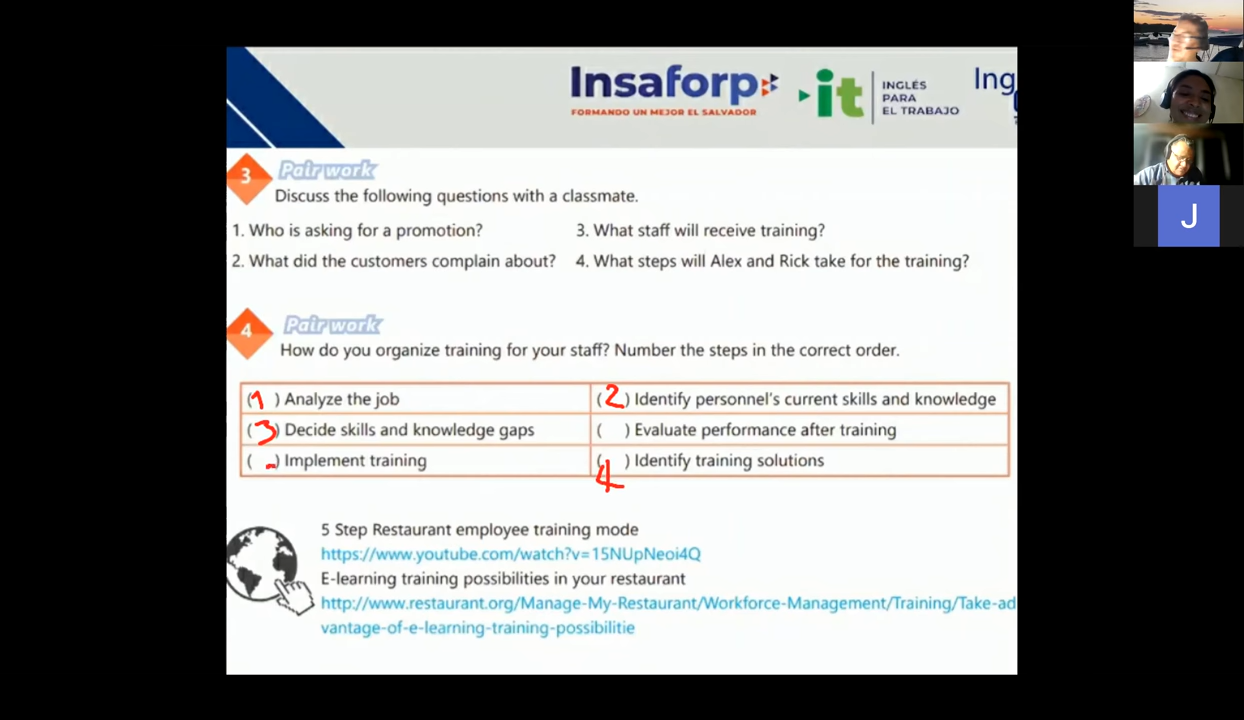 Insaforp
FORMANDO UN MEJOR EL SALVADOR
it
INGLÉS
PARA
EL TRABAJO
Ing
3
Pair work
Discuss the following questions with a classmate.
1. Who is asking for a promotion?
3. What staff will receive training?
2. What did the customers complain about?
4. What steps will Alex and Rick take for the training?
4
Pair work
How do you organize training for your staff? Number the steps in the correct order.
(1) Analyze the job
(2) Identify personnel's current skills and knowledge
(3) Decide skills and knowledge gaps
( ) Evaluate performance after training
( ) Implement training
(4) Identify training solutions
5 Step Restaurant employee training mode
https://www.youtube.com/watch?v=15NUpNeoi4Q
E-learning training possibilities in your restaurant
http://www.restaurant.org/Manage-My-Restaurant/Workforce-Management/Training/Take-ad
vantage-of-e-learning-training-possibilitie
J